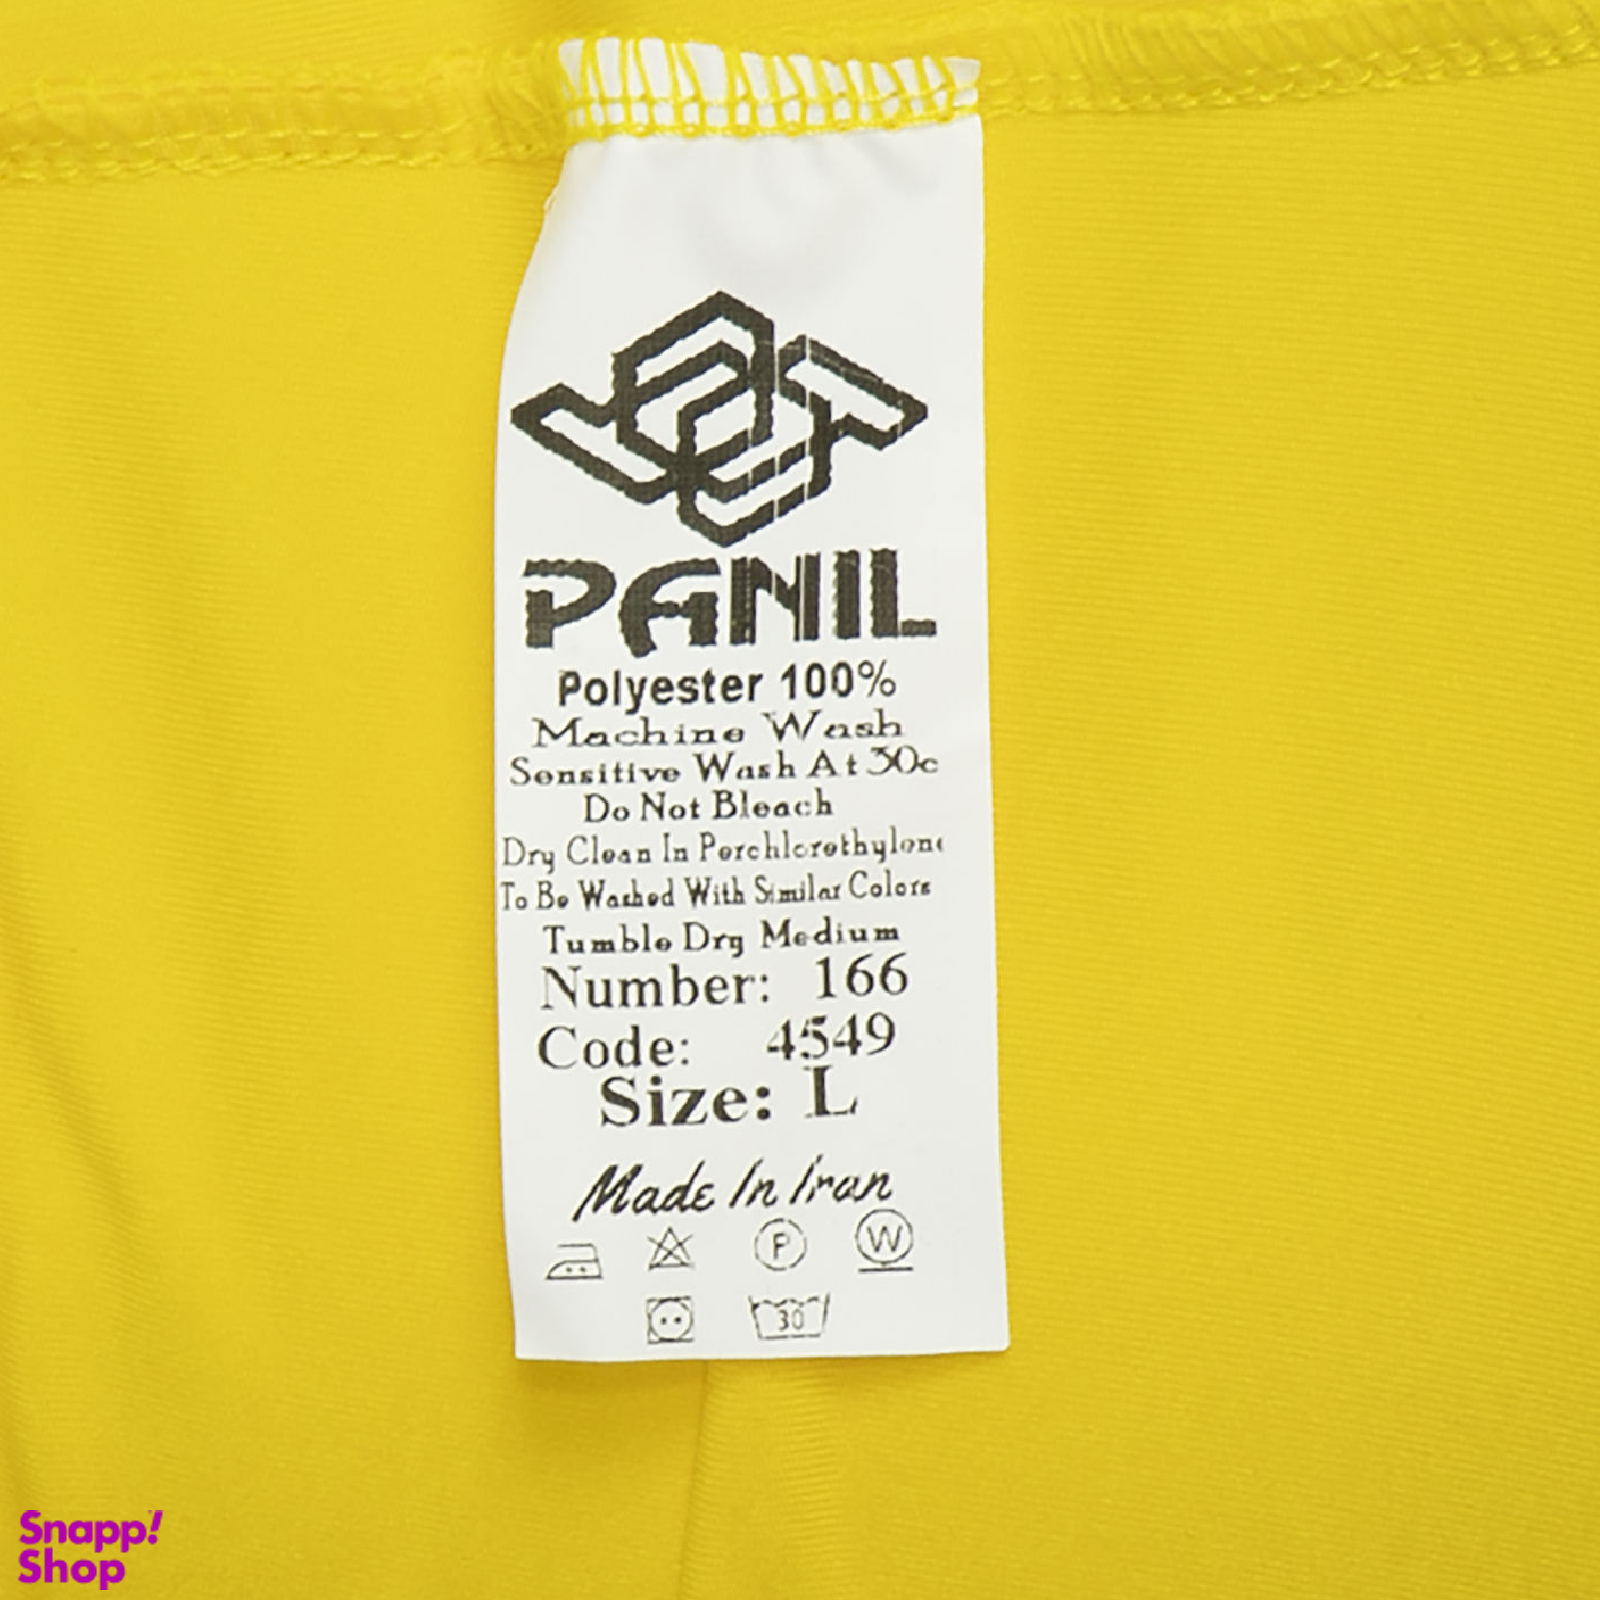 PANIL
Polyester 100%
Machine Wash
Sensitive Wash At 30c
Do Not Bleach
Dry Clean In Perchlorethylene
To Be Washed With Similar Colors
Tumble Dry Medium
Number: 166
Code: 4549
Size: L
Made In Iran
P W
30
Snapp!
Shop